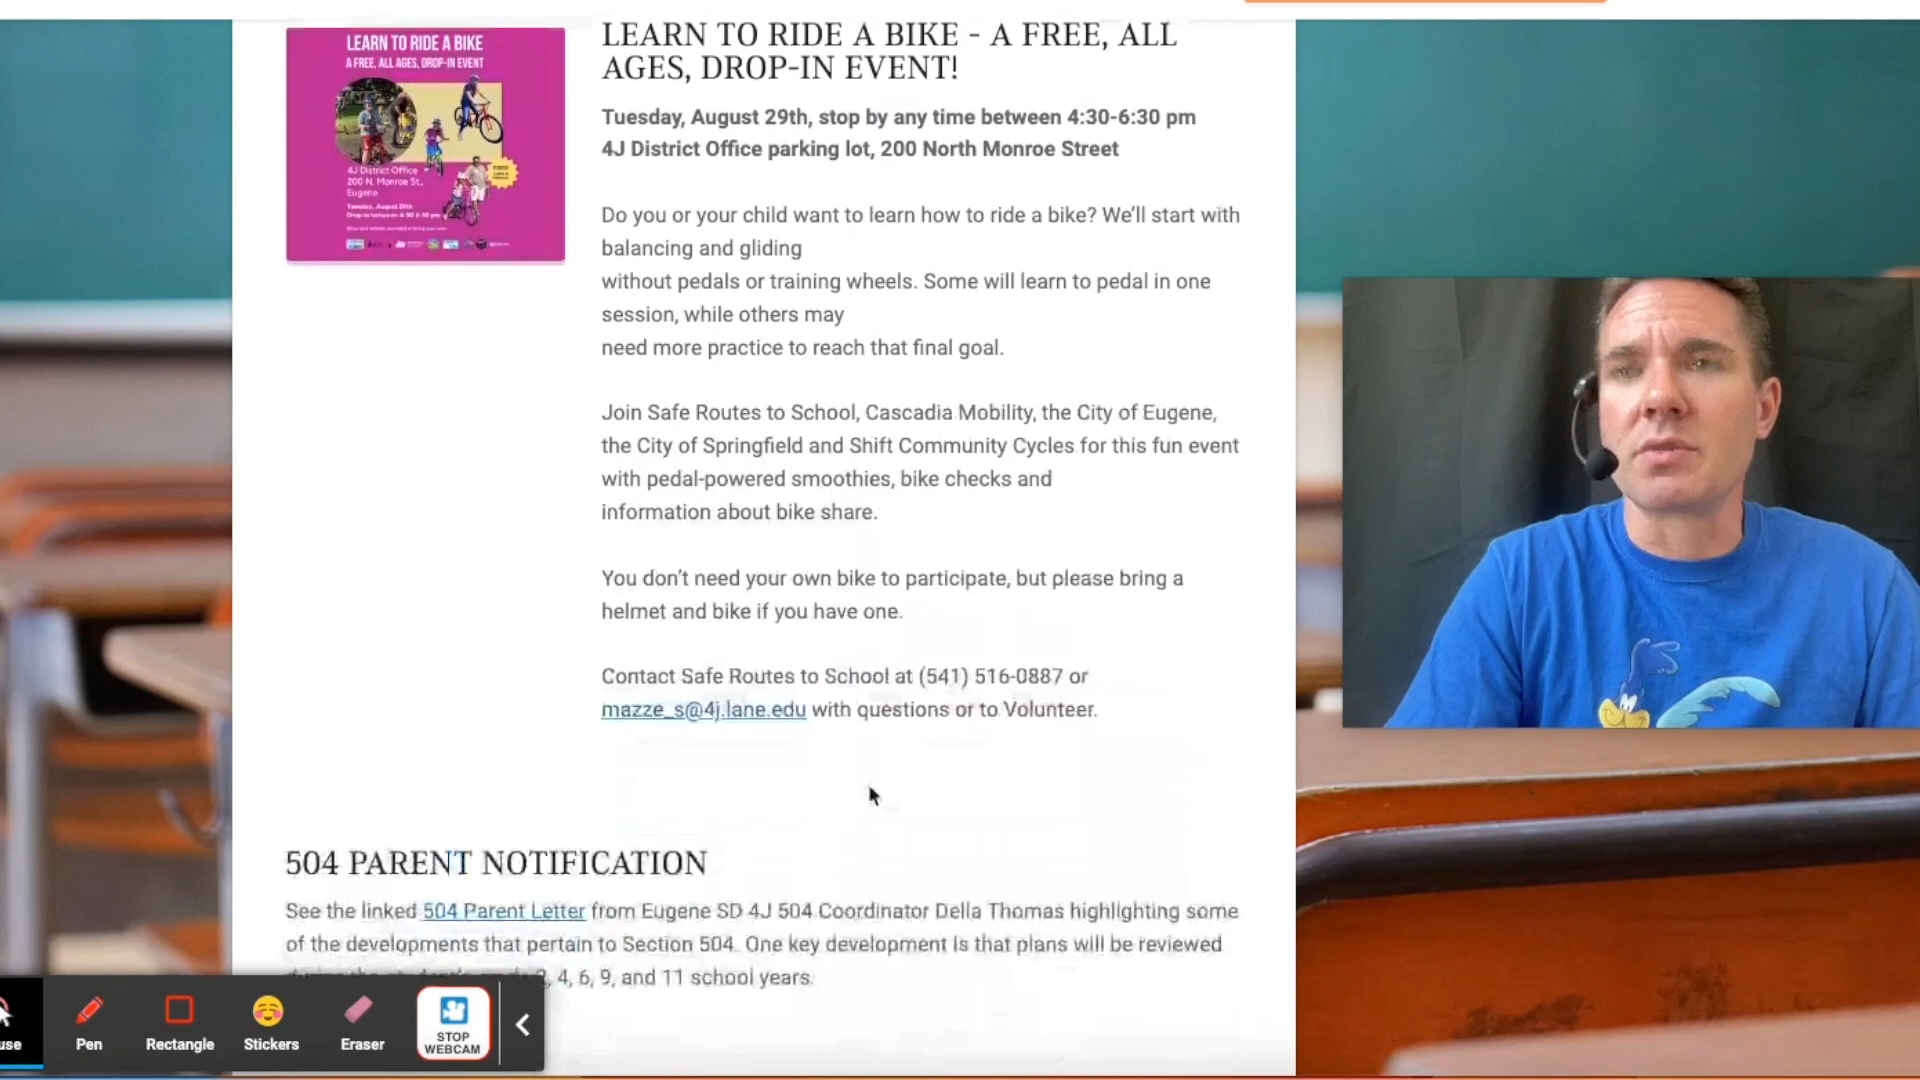 LEARN TO RIDE A BIKE
A FREE, ALL AGES, DROP-IN EVENT
4J District Office
200 N. Monroe St.,
Eugene
Tuesday, August 29th
Drop in between 4:30-6:30 pm
LEARN TO RIDE A BIKE - A FREE, ALL
AGES, DROP-IN EVENT!
Tuesday, August 29th, stop by any time between 4:30-6:30 pm
4J District Office parking lot, 200 North Monroe Street
Do you or your child want to learn how to ride a bike? We’ll start with
balancing and gliding
without pedals or training wheels. Some will learn to pedal in one
session, while others may
need more practice to reach that final goal.
Join Safe Routes to School, Cascadia Mobility, the City of Eugene,
the City of Springfield and Shift Community Cycles for this fun event
with pedal-powered smoothies, bike checks and
information about bike share.
You don’t need your own bike to participate, but please bring a
helmet and bike if you have one.
Contact Safe Routes to School at (541) 516-0887 or
mazze_s@4j.lane.edu with questions or to Volunteer.
504 PARENT NOTIFICATION
See the linked 504 Parent Letter from Eugene SD 4J 504 Coordinator Della Thomas highlighting some
of the developments that pertain to Section 504. One key development is that plans will be reviewed
4, 6, 9, and 11 school years.
Pen
Rectangle
Stickers
Eraser
STOP
WEBCAM